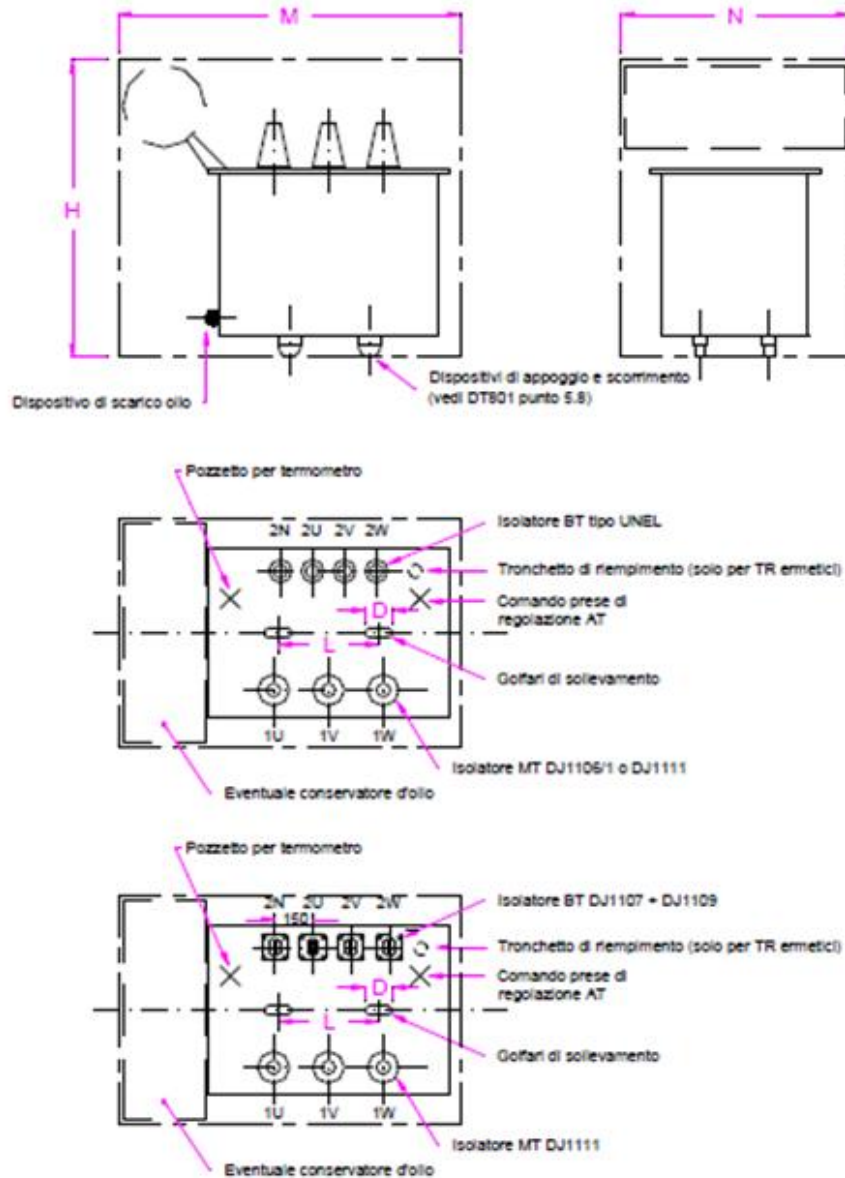 M
N
H
Dispositivo di scarico olio
Dispositivi di appoggio e scorrimento
(vedi DT801 punto 5.8)
Pozzetto per termometro
2N 2U 2V 2W
Isolatore BT tipo UNEL
Tronchetto di riempimento (solo per TR ermetici)
Comando prese di
regolazione AT
D
L
Golfari di sollevamento
1U 1V 1W
Isolatore MT DJ1106/1 o DJ1111
Eventuale conservatore d'olio
Pozzetto per termometro
2N 2U 2V 2W
150
Isolatore BT DJ1107 + DJ1109
Tronchetto di riempimento (solo per TR ermetici)
Comando prese di
regolazione AT
D
L
Golfari di sollevamento
1U 1V 1W
Isolatore MT DJ1111
Eventuale conservatore d'olio